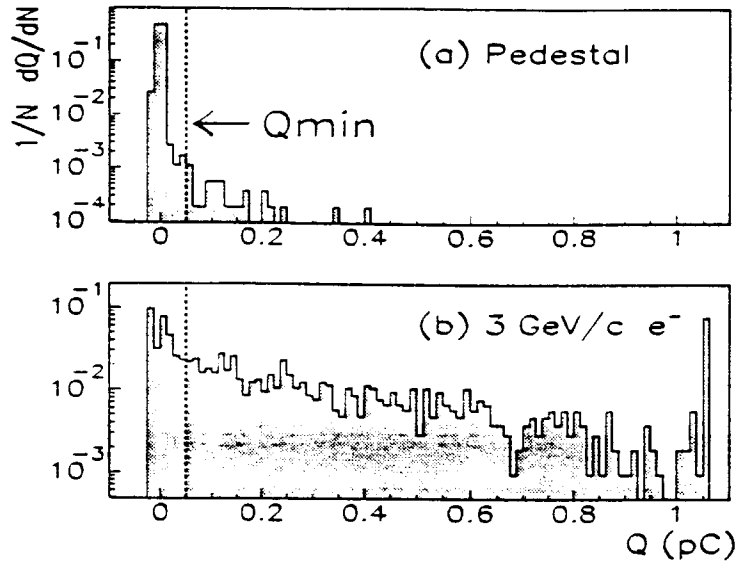 1/N dQ/dN
10⁻¹
10⁻²
10⁻³
10⁻⁴
(a) Pedestal
← Qmin
0 0.2 0.4 0.6 0.8 1
10⁻¹
10⁻²
10⁻³
(b) 3 GeV/c e⁻
0 0.2 0.4 0.6 0.8 1
Q (pC)